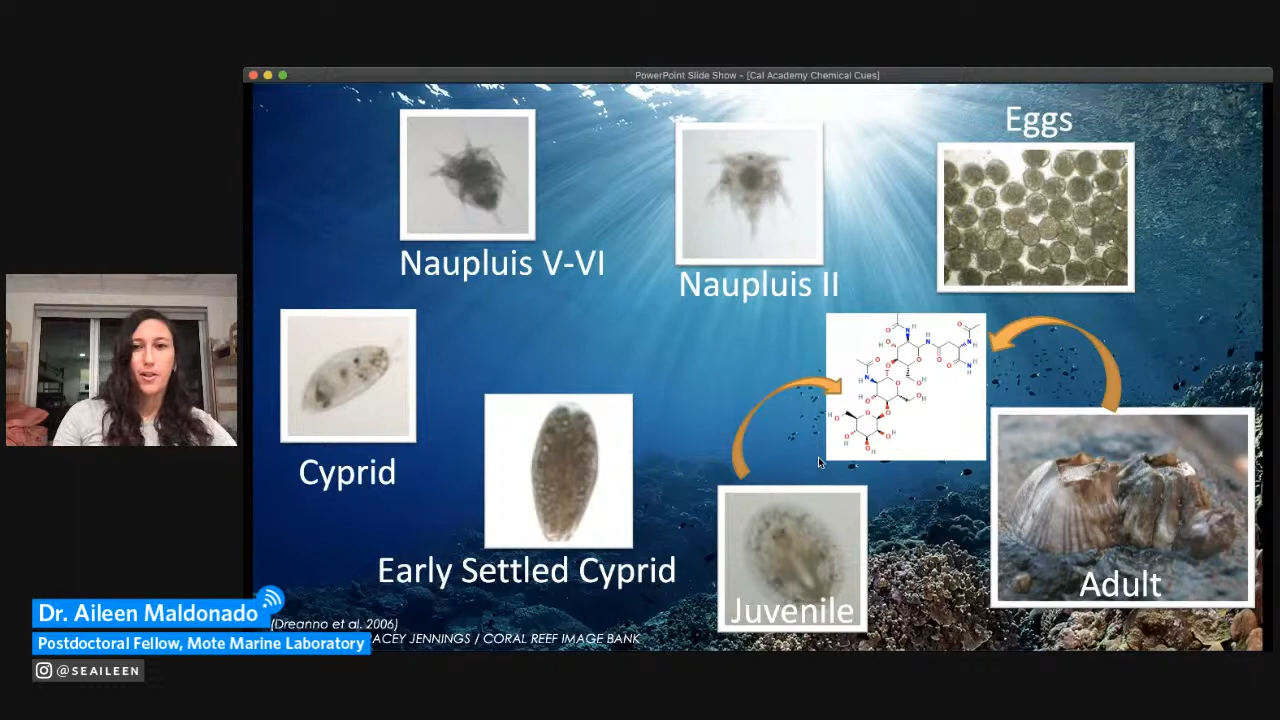 PowerPoint Slide Show - [Cal Academy Chemical Cues]
Eggs
Naupluis V-VI
Naupluis II
Cyprid
Early Settled Cyprid
Juvenile
Adult
Dr. Aileen Maldonado
(Dreanno et al. 2006)
Postdoctoral Fellow, Mote Marine Laboratory
ACEY JENNINGS / CORAL REEF IMAGE BANK
@SEAILEEN